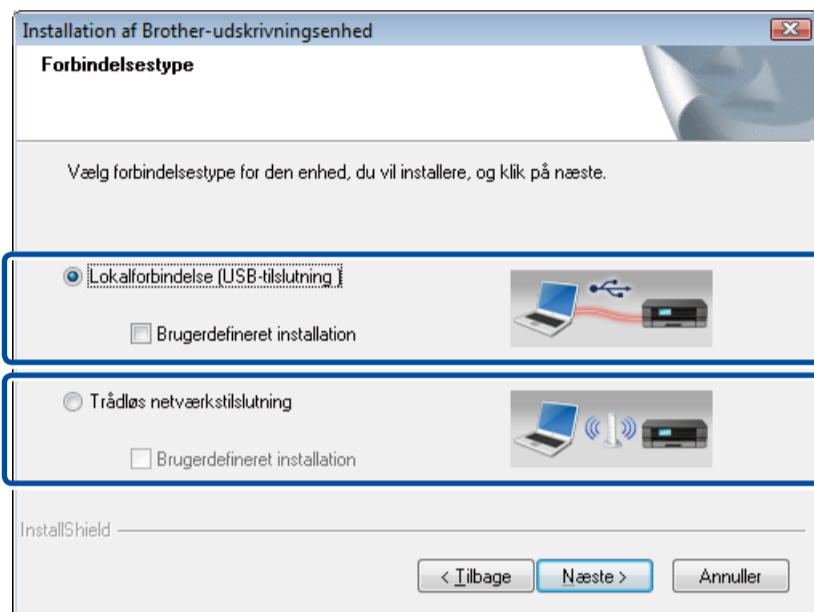 Installation af Brother-udskrivningsenhed
Forbindelsestype
Vælg forbindelsestype for den enhed, du vil installere, og klik på næste.
Lokalforbindelse (USB-tilslutning )
Brugerdefineret installation
Trådløs netværkstilslutning
Brugerdefineret installation
InstallShield
< Tilbage
Næste >
Annuller